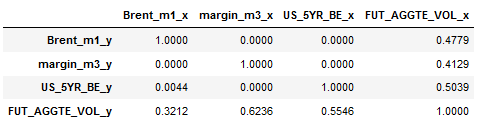 Brent_m1_x margin_m3_x US_5YR_BE_x FUT_AGGTE_VOL_x
Brent_m1_y 1.0000 0.0000 0.0000 0.4779
margin_m3_y 0.0000 1.0000 0.0000 0.4129
US_5YR_BE_y 0.0044 0.0000 1.0000 0.5039
FUT_AGGTE_VOL_y 0.3212 0.6236 0.5546 1.0000